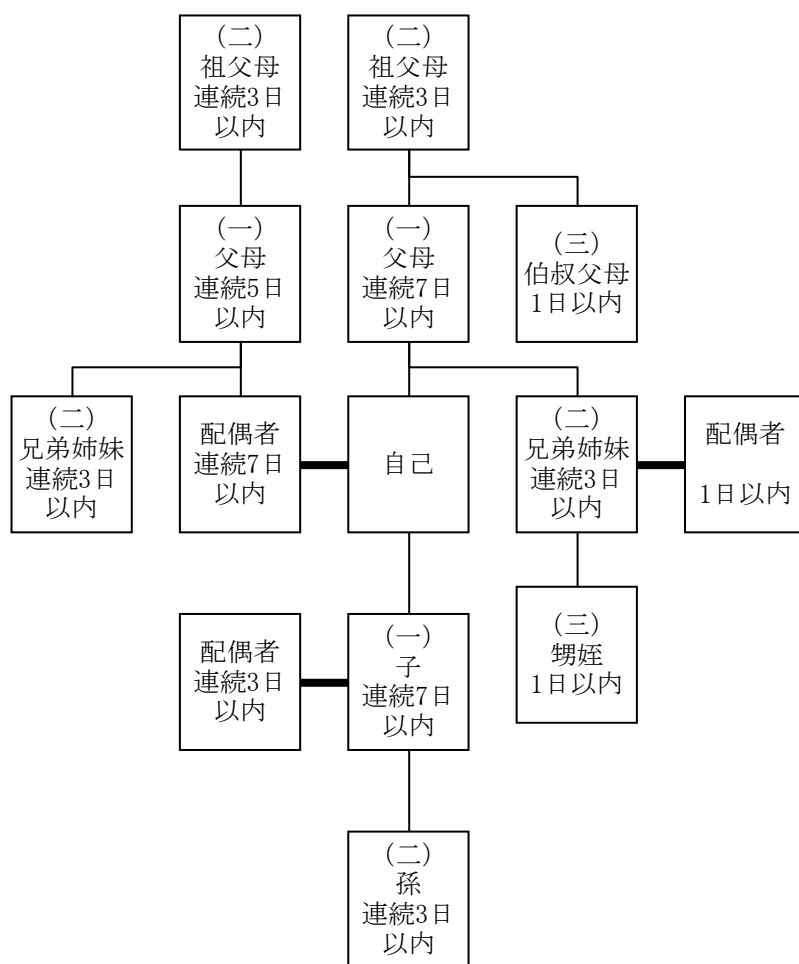 (二)
祖父母
連続3日
以内
(二)
祖父母
連続3日
以内
(一)
父母
連続5日
以内
(一)
父母
連続7日
以内
(三)
伯叔父母
1日以内
(二)
兄弟姉妹
連続3日
以内
配偶者
連続7日
以内
自己
(二)
兄弟姉妹
連続3日
以内
配偶者
1日以内
配偶者
連続3日
以内
(一)
子
連続7日
以内
(三)
甥姪
1日以内
(二)
孫
連続3日
以内